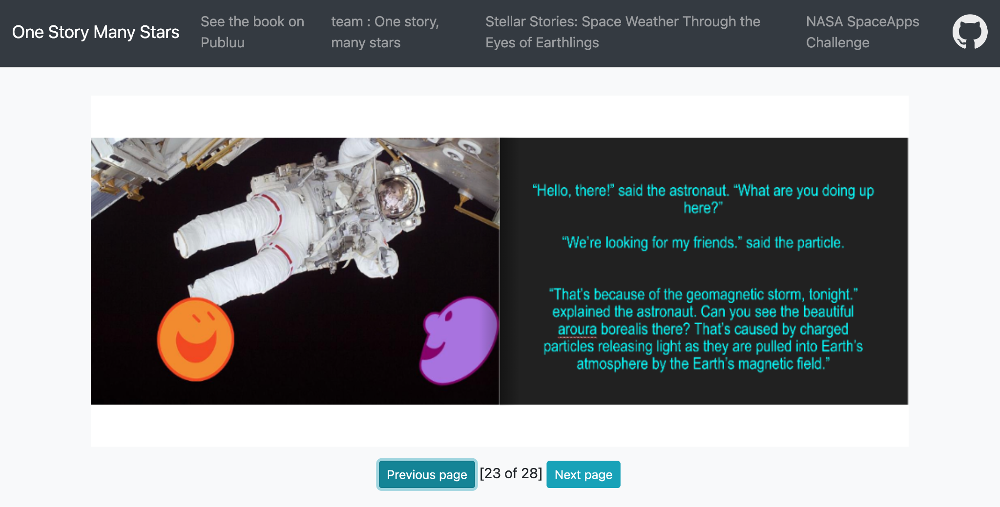 One Story Many Stars
See the book on
Publuu
team : One story,
many stars
Stellar Stories: Space Weather Through the
Eyes of Earthlings
NASA SpaceApps
Challenge
“Hello, there!” said the astronaut. “What are you doing up
here?”
“We’re looking for my friends.” said the particle.
“That’s because of the geomagnetic storm, tonight.”
explained the astronaut. Can you see the beautiful
aroura borealis there? That’s caused by charged
particles releasing light as they are pulled into Earth’s
atmosphere by the Earth’s magnetic field.”
Previous page [23 of 28] Next page